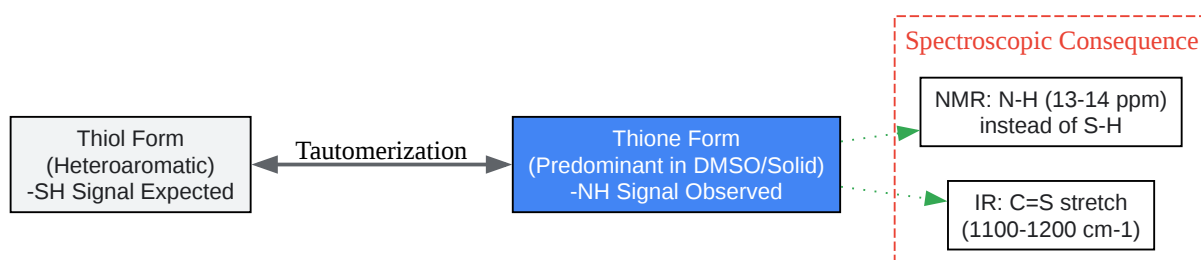 Spectroscopic Consequence
Thiol Form
(Heteroaromatic)
-SH Signal Expected
Tautomerization
Thione Form
(Predominant in DMSO/Solid)
-NH Signal Observed
NMR: N-H (13-14 ppm)
instead of S-H
IR: C=S stretch
(1100-1200 cm-1)